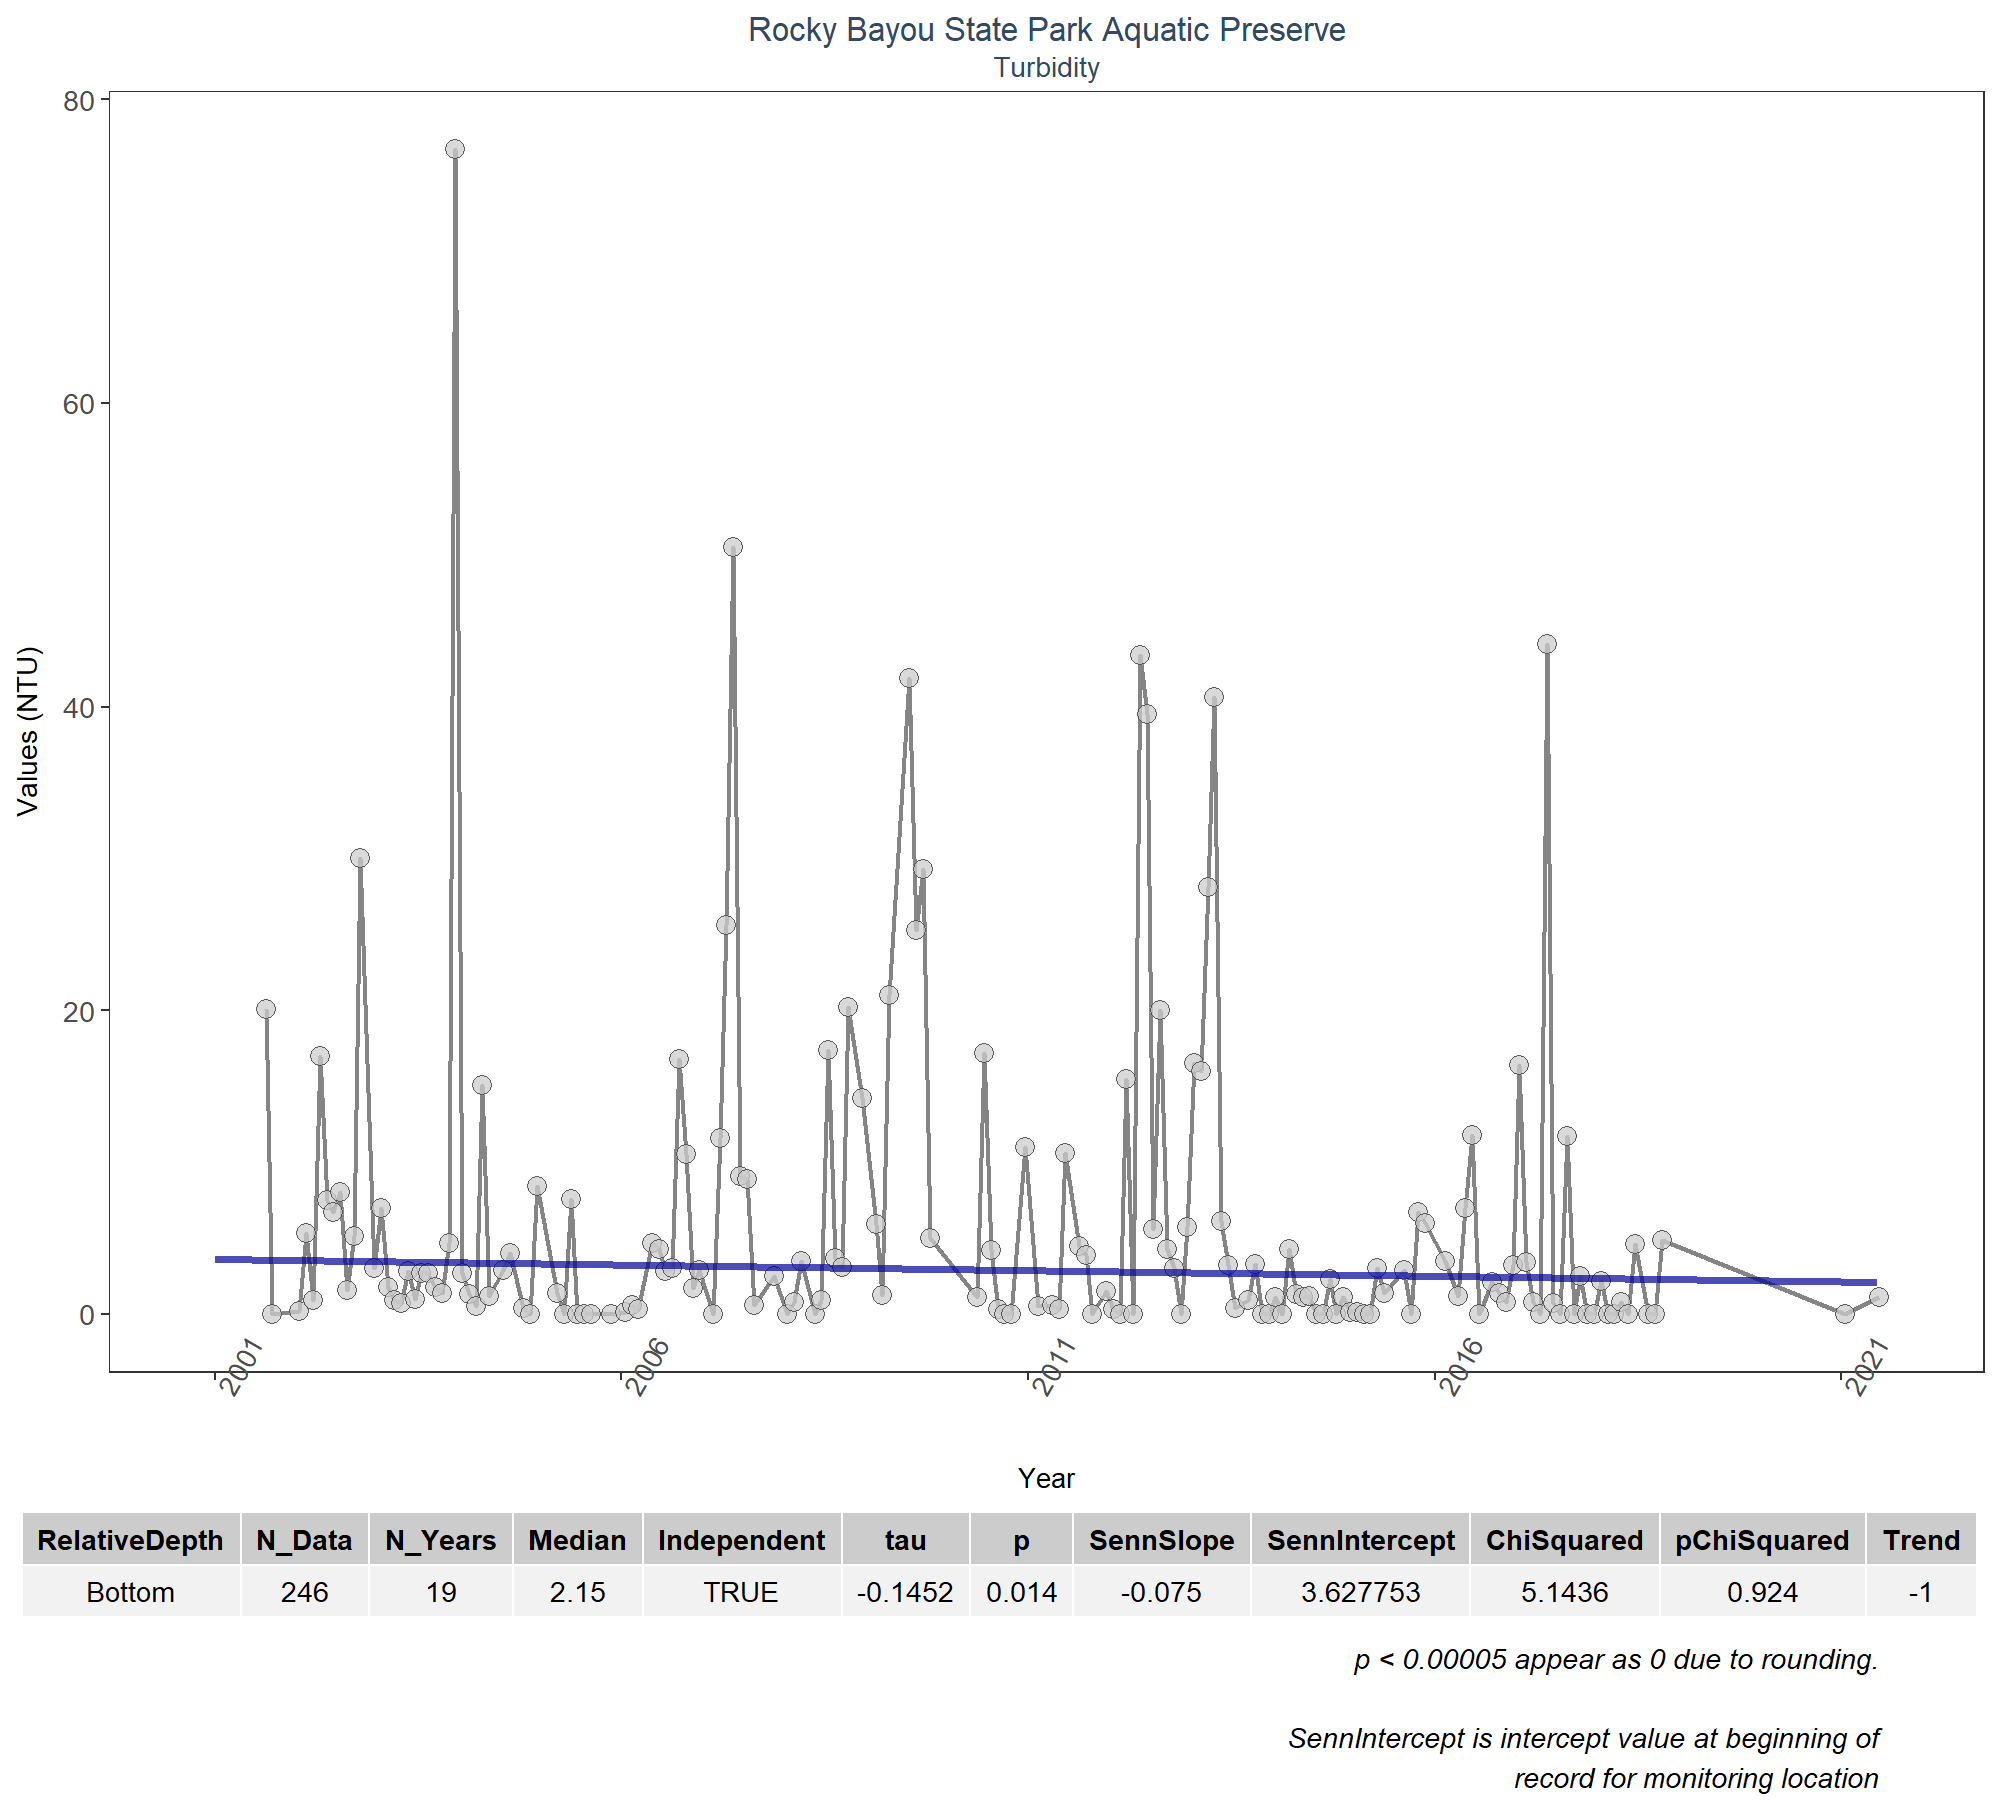 Rocky Bayou State Park Aquatic Preserve
Turbidity
Values (NTU)
80
60
40
20
0
2001
2006
2011
2016
2021
Year
RelativeDepth N_Data N_Years Median Independent tau p SennSlope SennIntercept ChiSquared pChiSquared Trend
Bottom 246 19 2.15 TRUE -0.1452 0.014 -0.075 3.627753 5.1436 0.924 -1
p < 0.00005 appear as 0 due to rounding.
SennIntercept is intercept value at beginning of
record for monitoring location